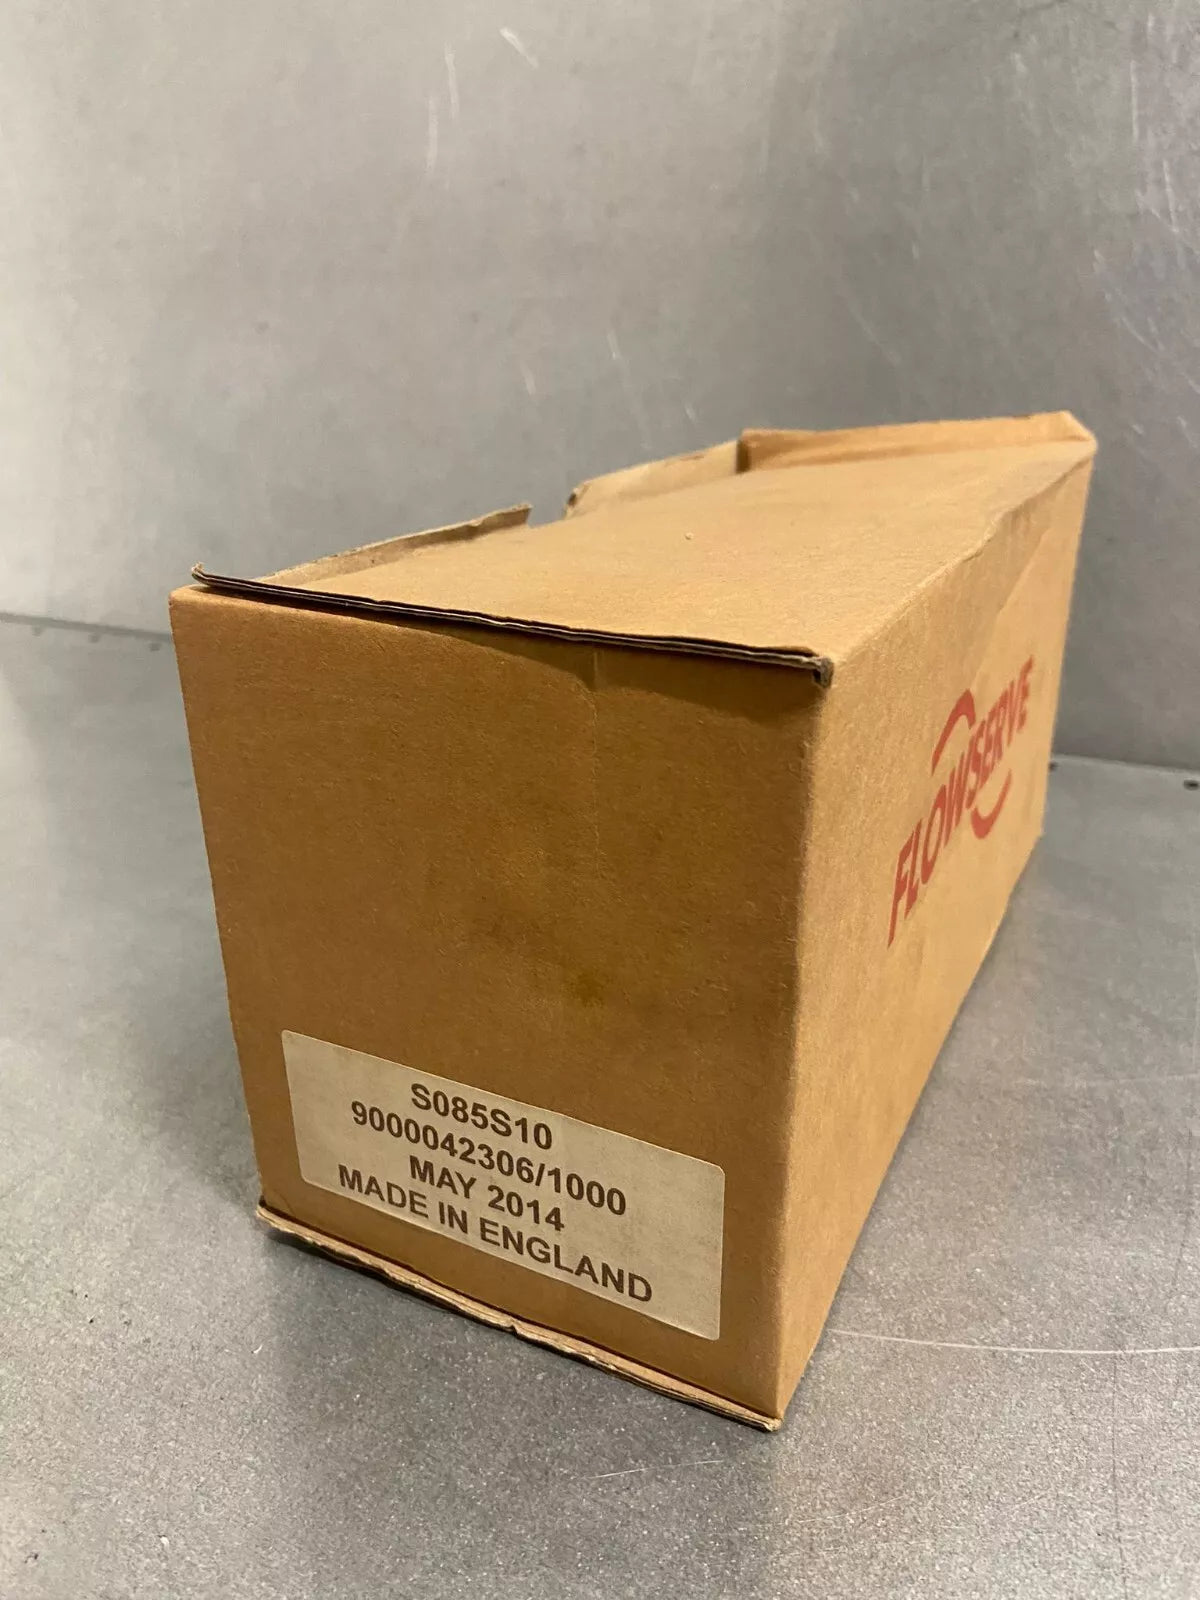 FLOWSERVE
S085S10
9000042306/1000
MAY 2014
MADE IN ENGLAND